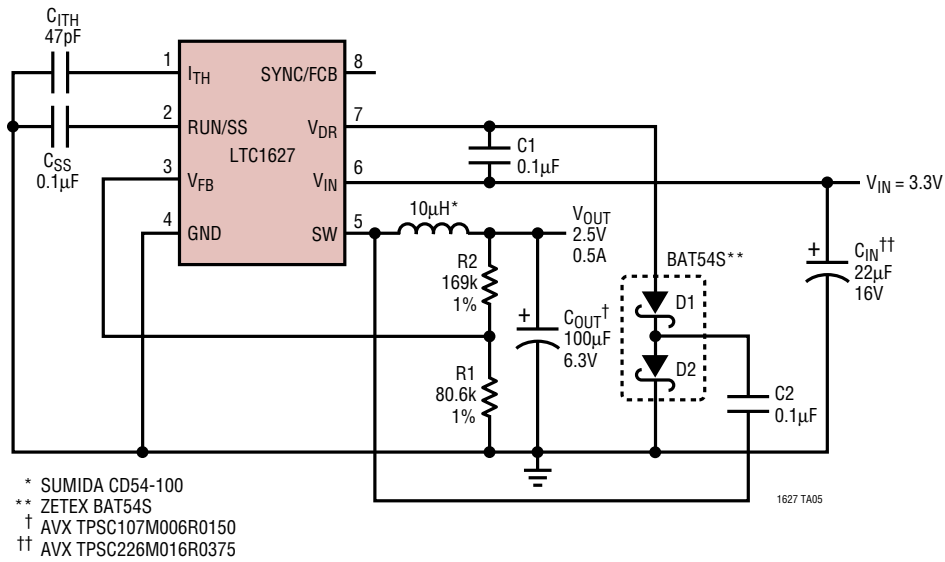 C_ITH
47pF
1
I_TH
SYNC/FCB
8
2
RUN/SS
V_DR
7
C_SS
0.1µF
LTC1627
C1
0.1µF
3
V_FB
V_IN
6
V_IN = 3.3V
4
GND
SW
5
10µH*
V_OUT
2.5V
0.5A
R2
169k
1%
+
C_OUT†
100µF
6.3V
BAT54S**
D1
D2
+
C_IN††
22µF
16V
R1
80.6k
1%
C2
0.1µF
* SUMIDA CD54-100
** ZETEX BAT54S
† AVX TPSC107M006R0150
†† AVX TPSC226M016R0375
1627 TA05